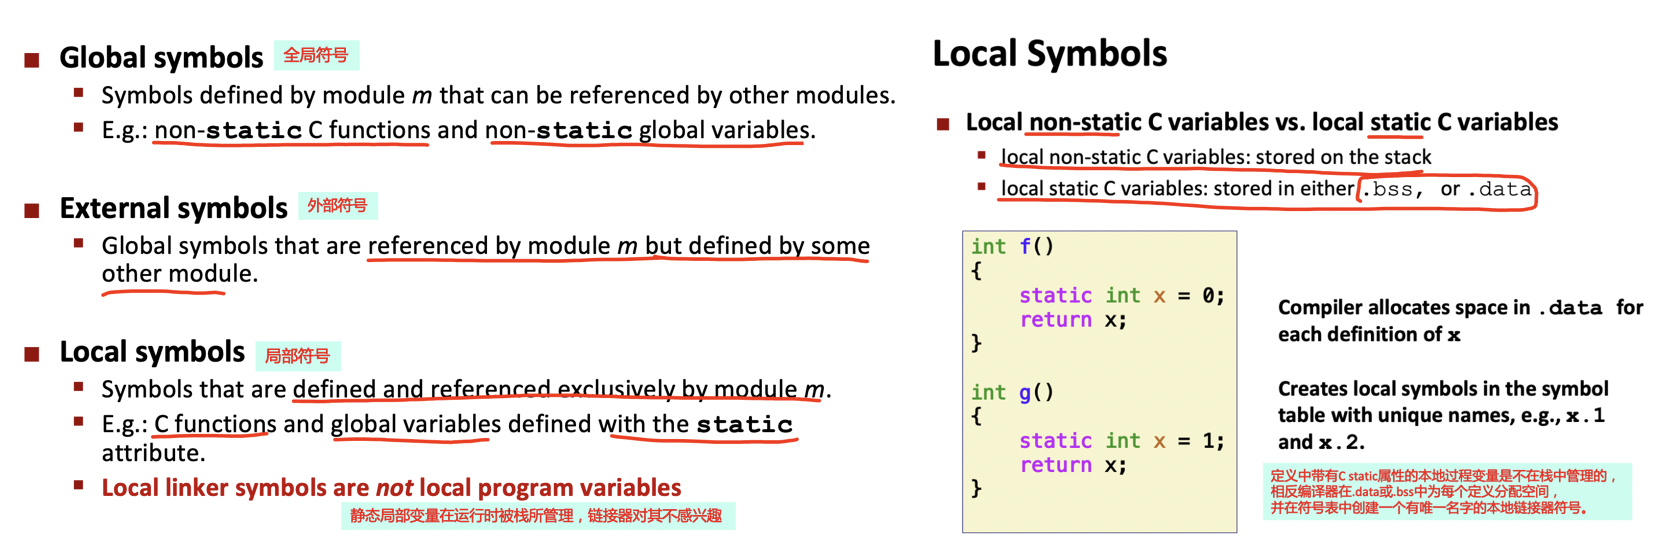 Global symbols 全局符号
Symbols defined by module m that can be referenced by other modules.
E.g.: non-static C functions and non-static global variables.
External symbols 外部符号
Global symbols that are referenced by module m but defined by some
other module.
Local symbols 局部符号
Symbols that are defined and referenced exclusively by module m.
E.g.: C functions and global variables defined with the static
attribute.
Local linker symbols are not local program variables
静态局部变量在运行时被栈所管理，链接器对其不感兴趣
Local Symbols
Local non-static C variables vs. local static C variables
local non-static C variables: stored on the stack
local static C variables: stored in either .bss, or .data
int f()
{
static int x = 0;
return x;
}
int g()
{
static int x = 1;
return x;
}
Compiler allocates space in .data for
each definition of x
Creates local symbols in the symbol
table with unique names, e.g., x.1
and x.2.
定义中带有C static属性的本地过程变量是不在栈中管理的，
相反编译器在.data或.bss中为每个定义分配空间，
并在符号表中创建一个有唯一名字的本地链接器符号。